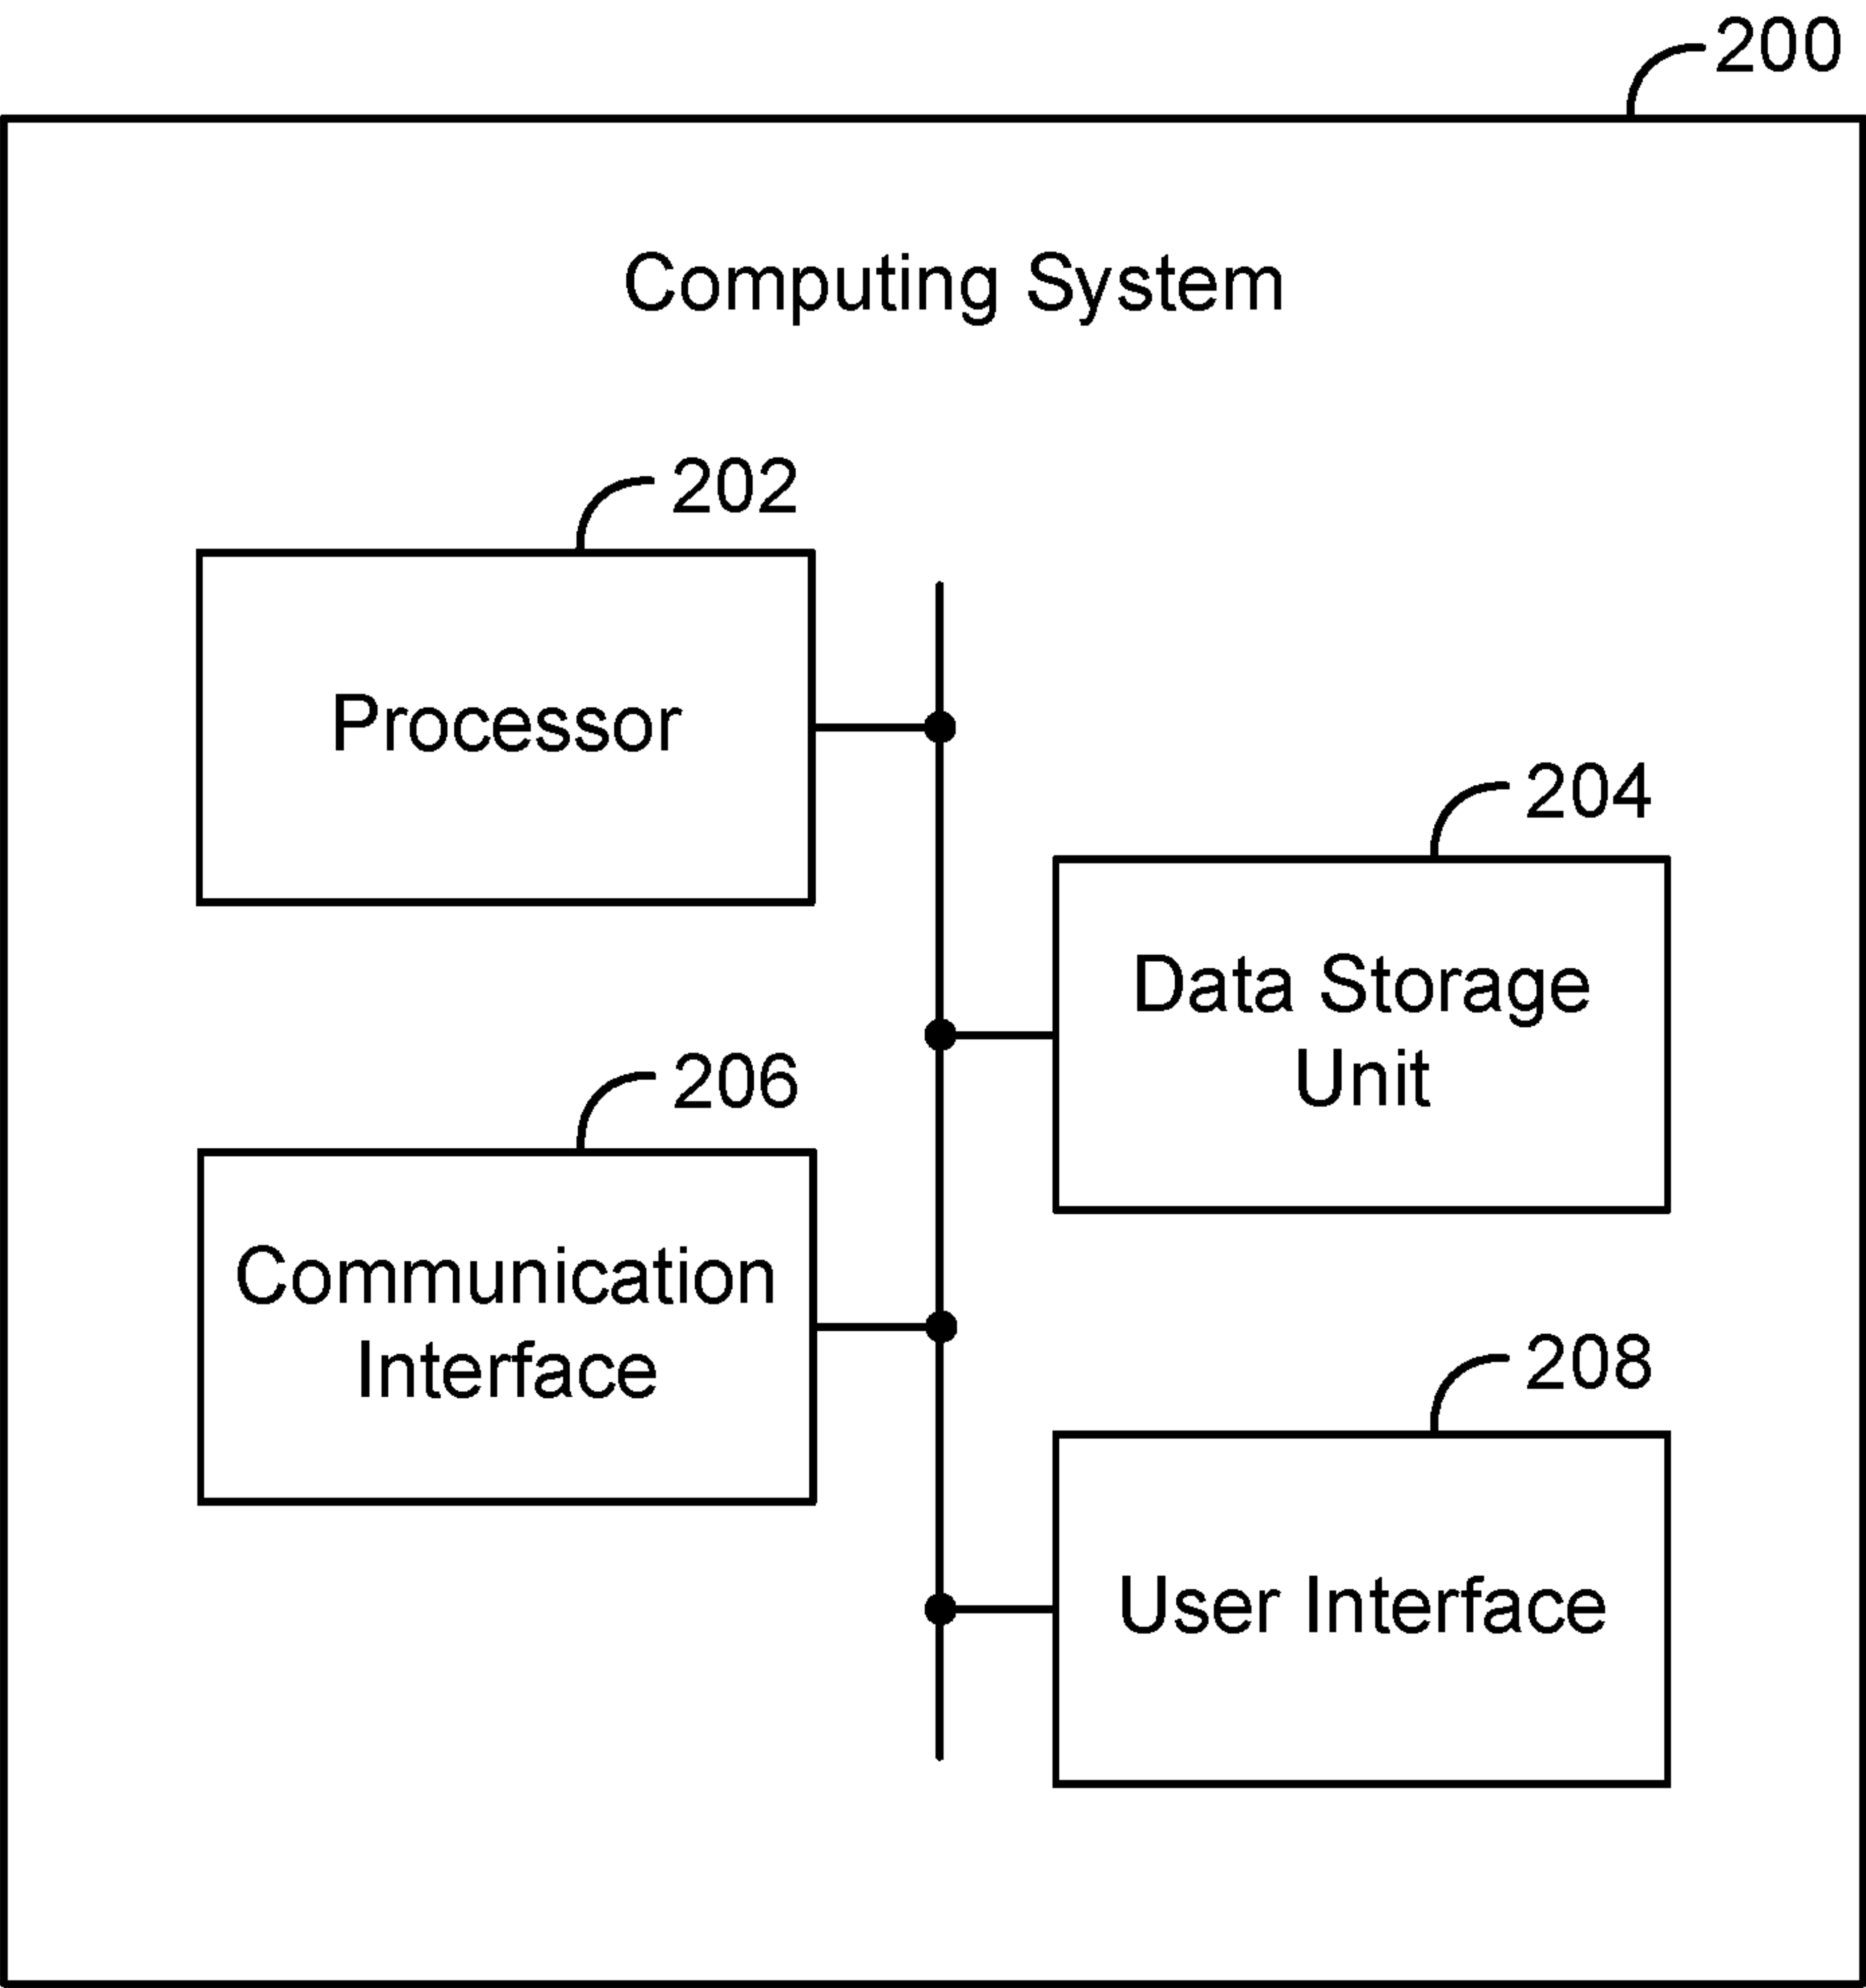 200
Computing System
202
Processor
204
Data Storage
Unit
206
Communication
Interface
208
User Interface